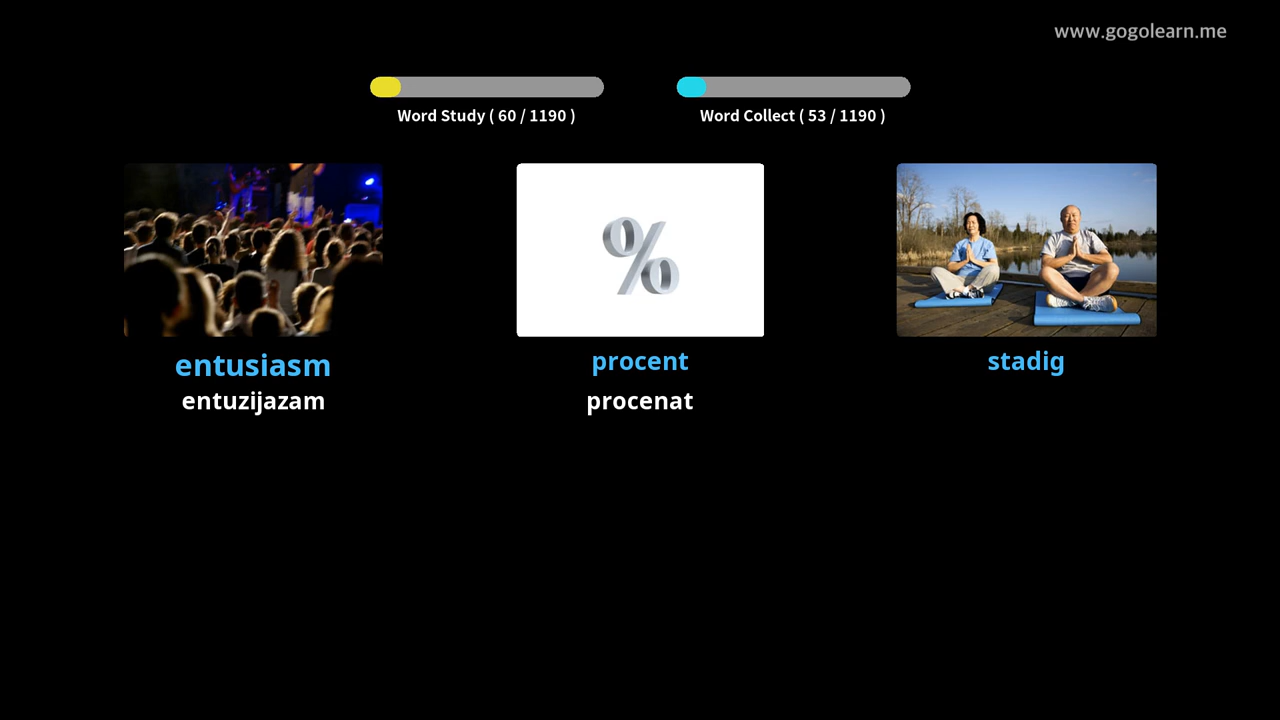 www.gogolearn.me
Word Study ( 60 / 1190 )
Word Collect ( 53 / 1190 )
%
entusiasm
procent
stadig
entuzijazam
procenat